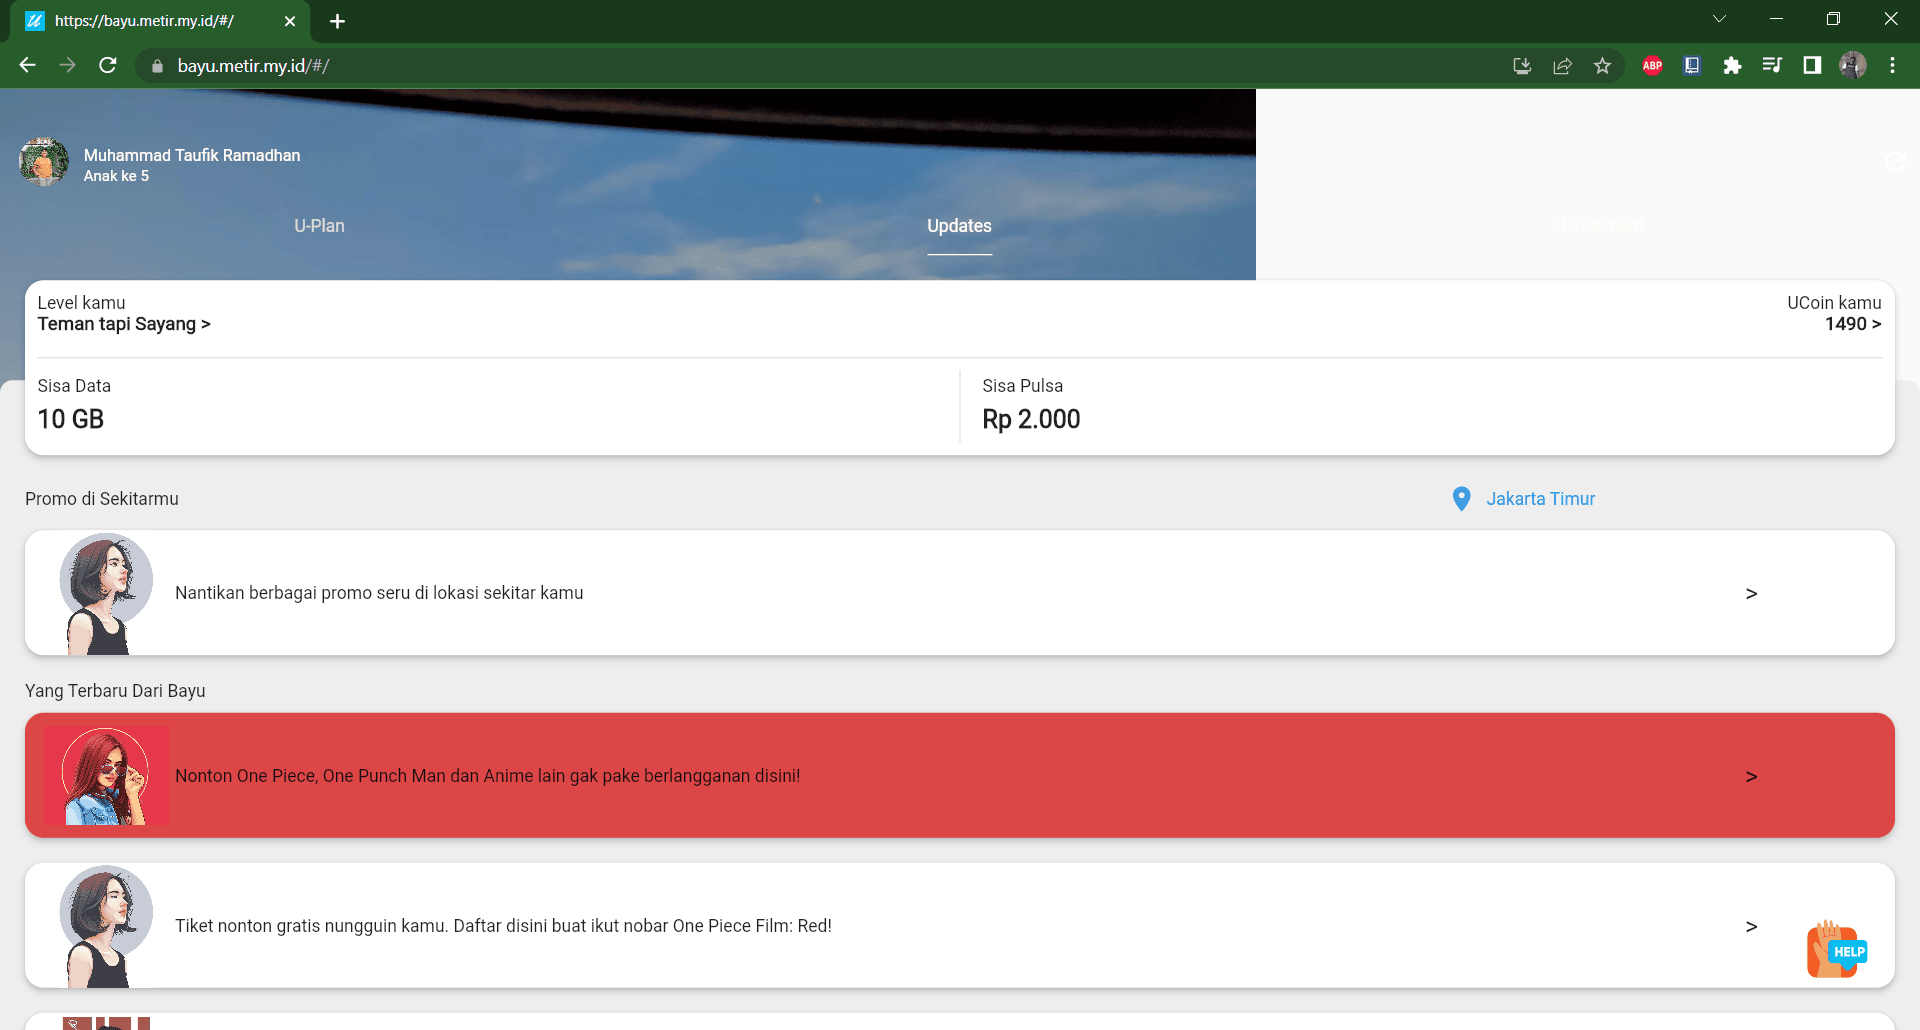 https://bayu.metir.my.id/#/
bayu.metir.my.id/#/
ABP
Muhammad Taufik Ramadhan
Anak ke 5
U-Plan
Updates
U-Tainment
Level kamu
Teman tapi Sayang >
UCoin kamu
1490 >
Sisa Data
10 GB
Sisa Pulsa
Rp 2.000
Promo di Sekitarmu
Jakarta Timur
Nantikan berbagai promo seru di lokasi sekitar kamu
>
Yang Terbaru Dari Bayu
Nonton One Piece, One Punch Man dan Anime lain gak pake berlangganan disini!
>
Tiket nonton gratis nungguin kamu. Daftar disini buat ikut nobar One Piece Film: Red!
>
HELP